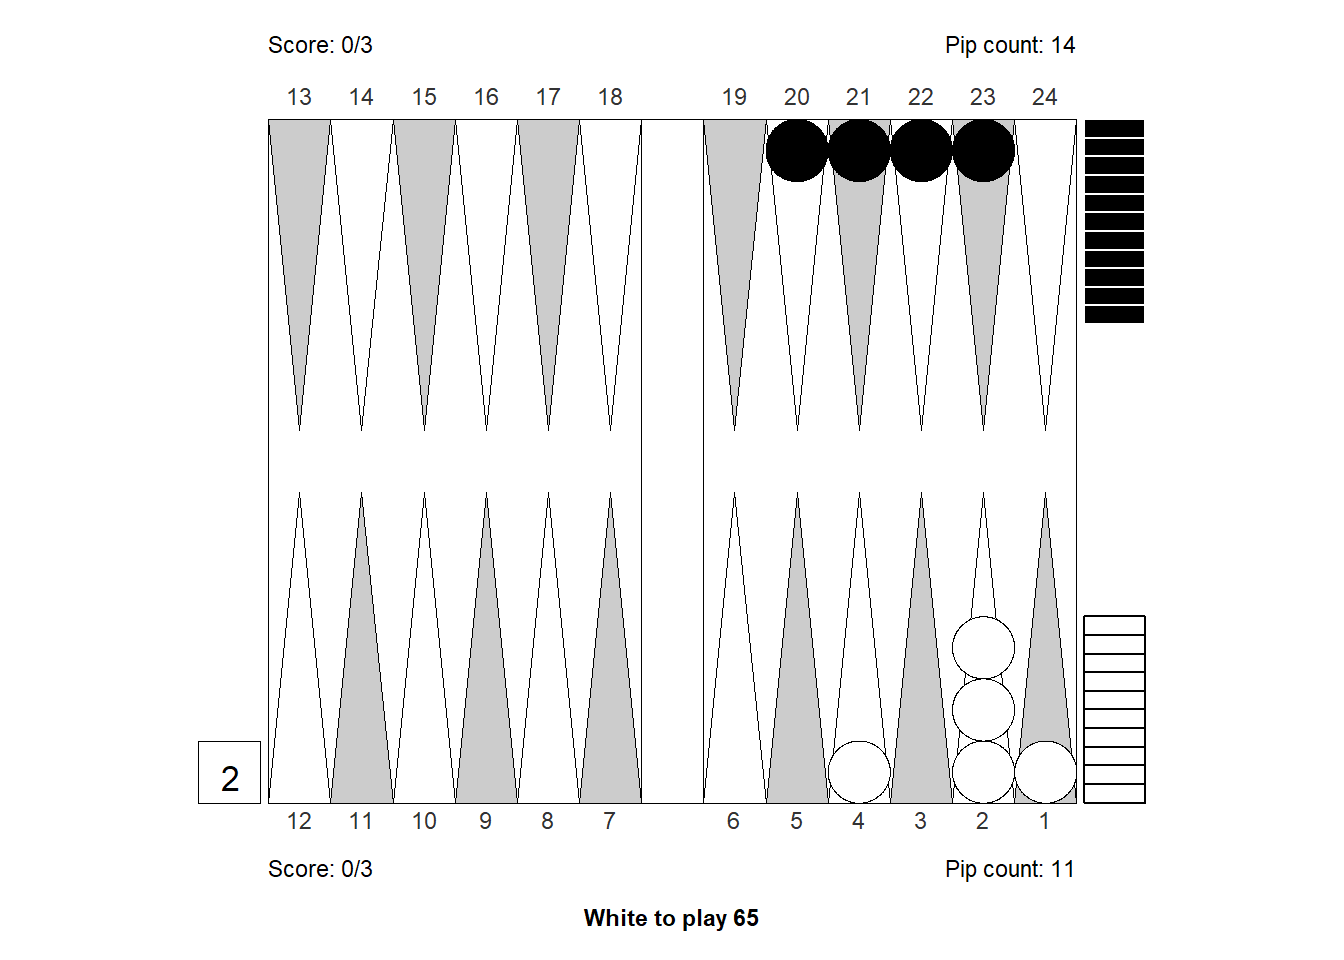 Score: 0/3 Pip count: 14
13 14 15 16 17 18 19 20 21 22 23 24
2
12 11 10 9 8 7 6 5 4 3 2 1
Score: 0/3 Pip count: 11
White to play 65